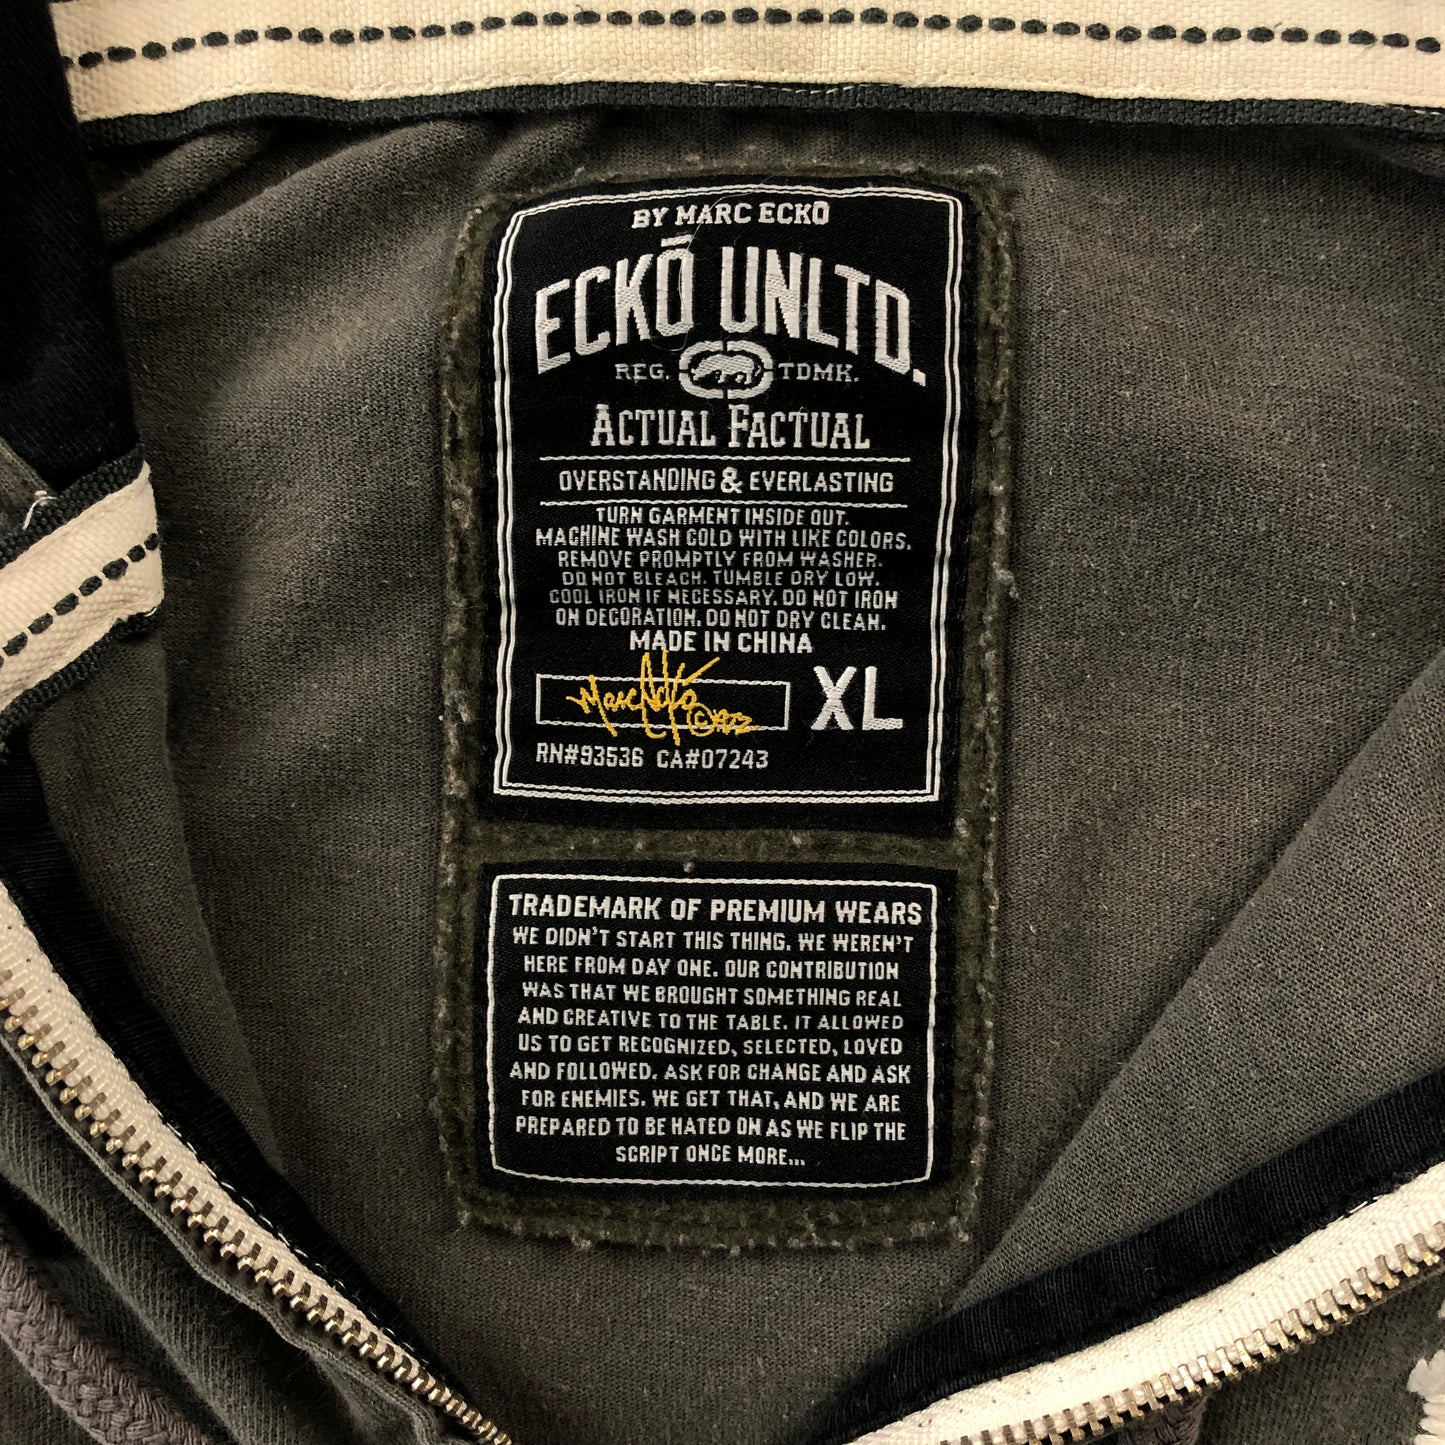 BY MARC ECKŌ
ECKŌ UNLTD.
REG. TDMK.
ACTUAL FACTUAL
OVERSTANDING & EVERLASTING
TURN GARMENT INSIDE OUT.
MACHINE WASH COLD WITH LIKE COLORS.
REMOVE PROMPTLY FROM WASHER.
DO NOT BLEACH. TUMBLE DRY LOW.
COOL IRON IF NECESSARY. DO NOT IRON
ON DECORATION. DO NOT DRY CLEAN.
MADE IN CHINA
Marc Ecko ©1972
XL
RN#93536 CA#07243
TRADEMARK OF PREMIUM WEARS
WE DIDN'T START THIS THING. WE WEREN'T
HERE FROM DAY ONE. OUR CONTRIBUTION
WAS THAT WE BROUGHT SOMETHING REAL
AND CREATIVE TO THE TABLE. IT ALLOWED
US TO GET RECOGNIZED, SELECTED, LOVED
AND FOLLOWED. ASK FOR CHANGE AND ASK
FOR ENEMIES. WE GET THAT, AND WE ARE
PREPARED TO BE HATED ON AS WE FLIP THE
SCRIPT ONCE MORE...